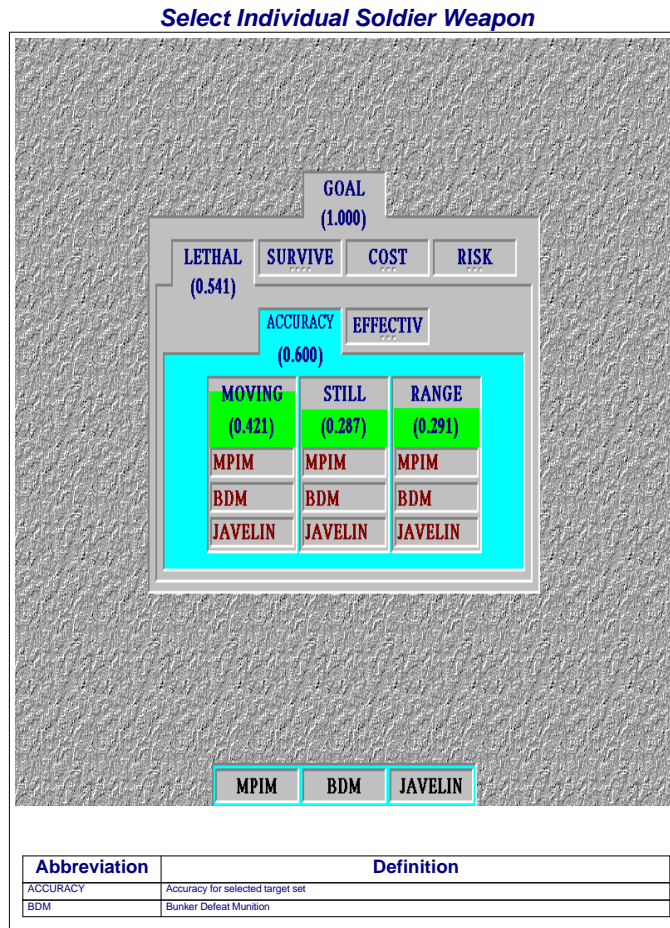 Select Individual Soldier Weapon
GOAL
(1.000)
LETHAL SURVIVE COST RISK
(0.541)
ACCURACY EFFECTIV
(0.600)
MOVING STILL RANGE
(0.421) (0.287) (0.291)
MPIM MPIM MPIM
BDM BDM BDM
JAVELIN JAVELIN JAVELIN
MPIM BDM JAVELIN
Abbreviation Definition
ACCURACY Accuracy for selected target set
BDM Bunker Defeat Munition